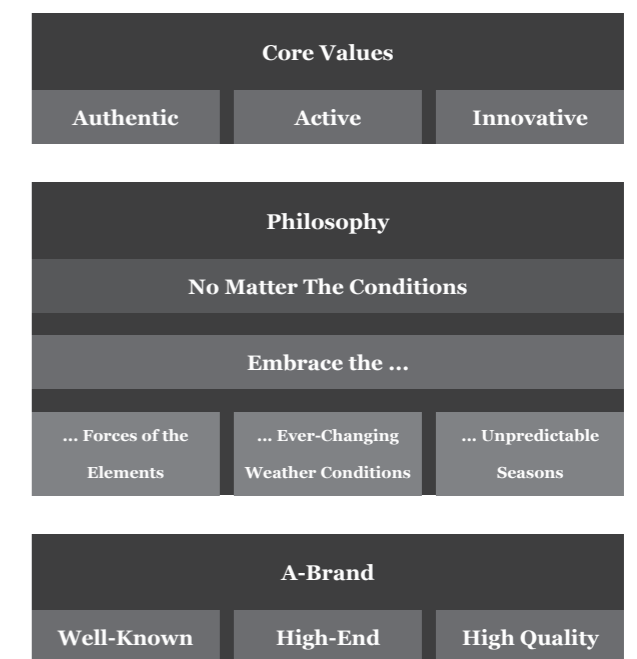 Core Values
Authentic
Active
Innovative
Philosophy
No Matter The Conditions
Embrace the ...
... Forces of the
Elements
... Ever-Changing
Weather Conditions
... Unpredictable
Seasons
A-Brand
Well-Known
High-End
High Quality